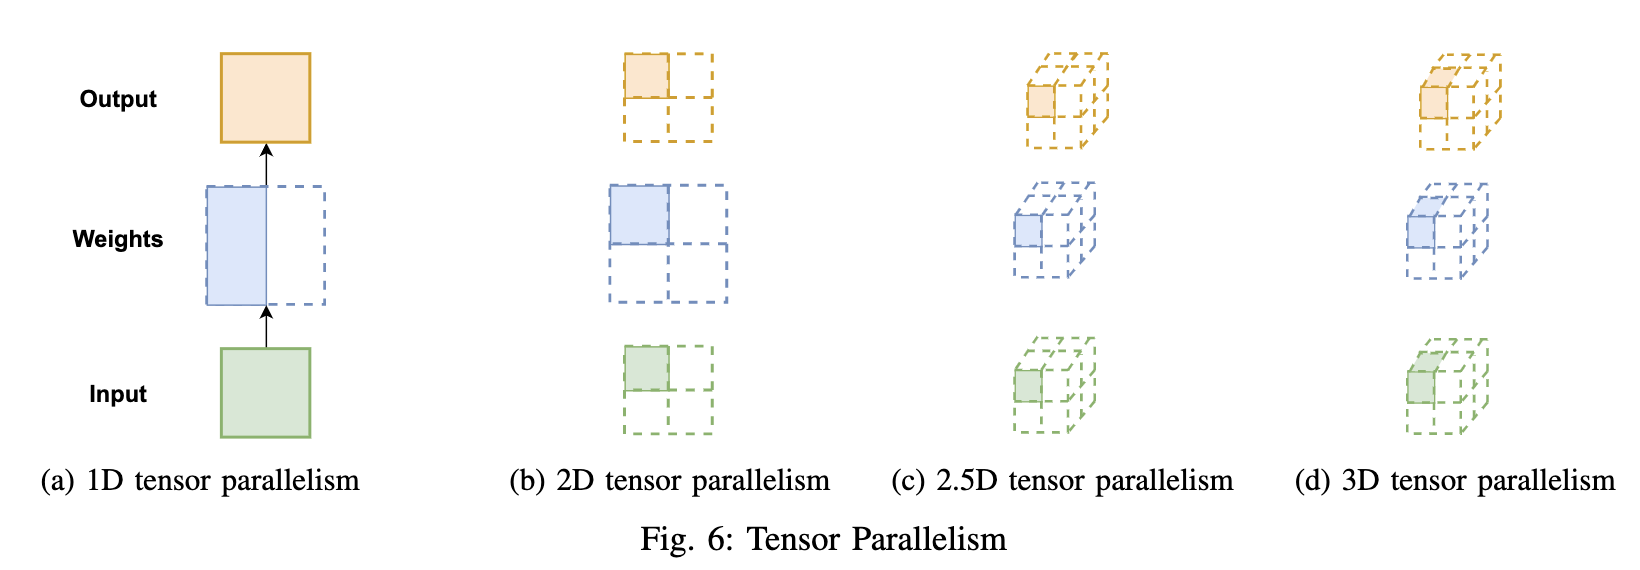 Output
Weights
Input
(a) 1D tensor parallelism
(b) 2D tensor parallelism
(c) 2.5D tensor parallelism
(d) 3D tensor parallelism
Fig. 6: Tensor Parallelism